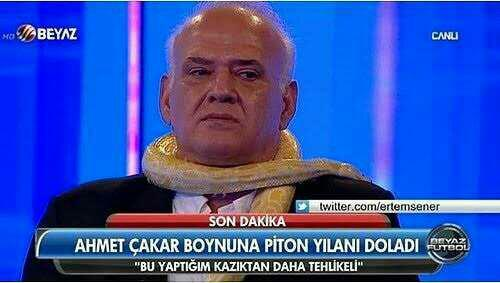 HD BEYAZ
CANLI
twitter.com/ertemsener
SON DAKİKA
AHMET ÇAKAR BOYNUNA PİTON YILANI DOLADI
"BU YAPTIĞIM KAZIKTAN DAHA TEHLİKELİ"
BEYAZ
FUTBOL